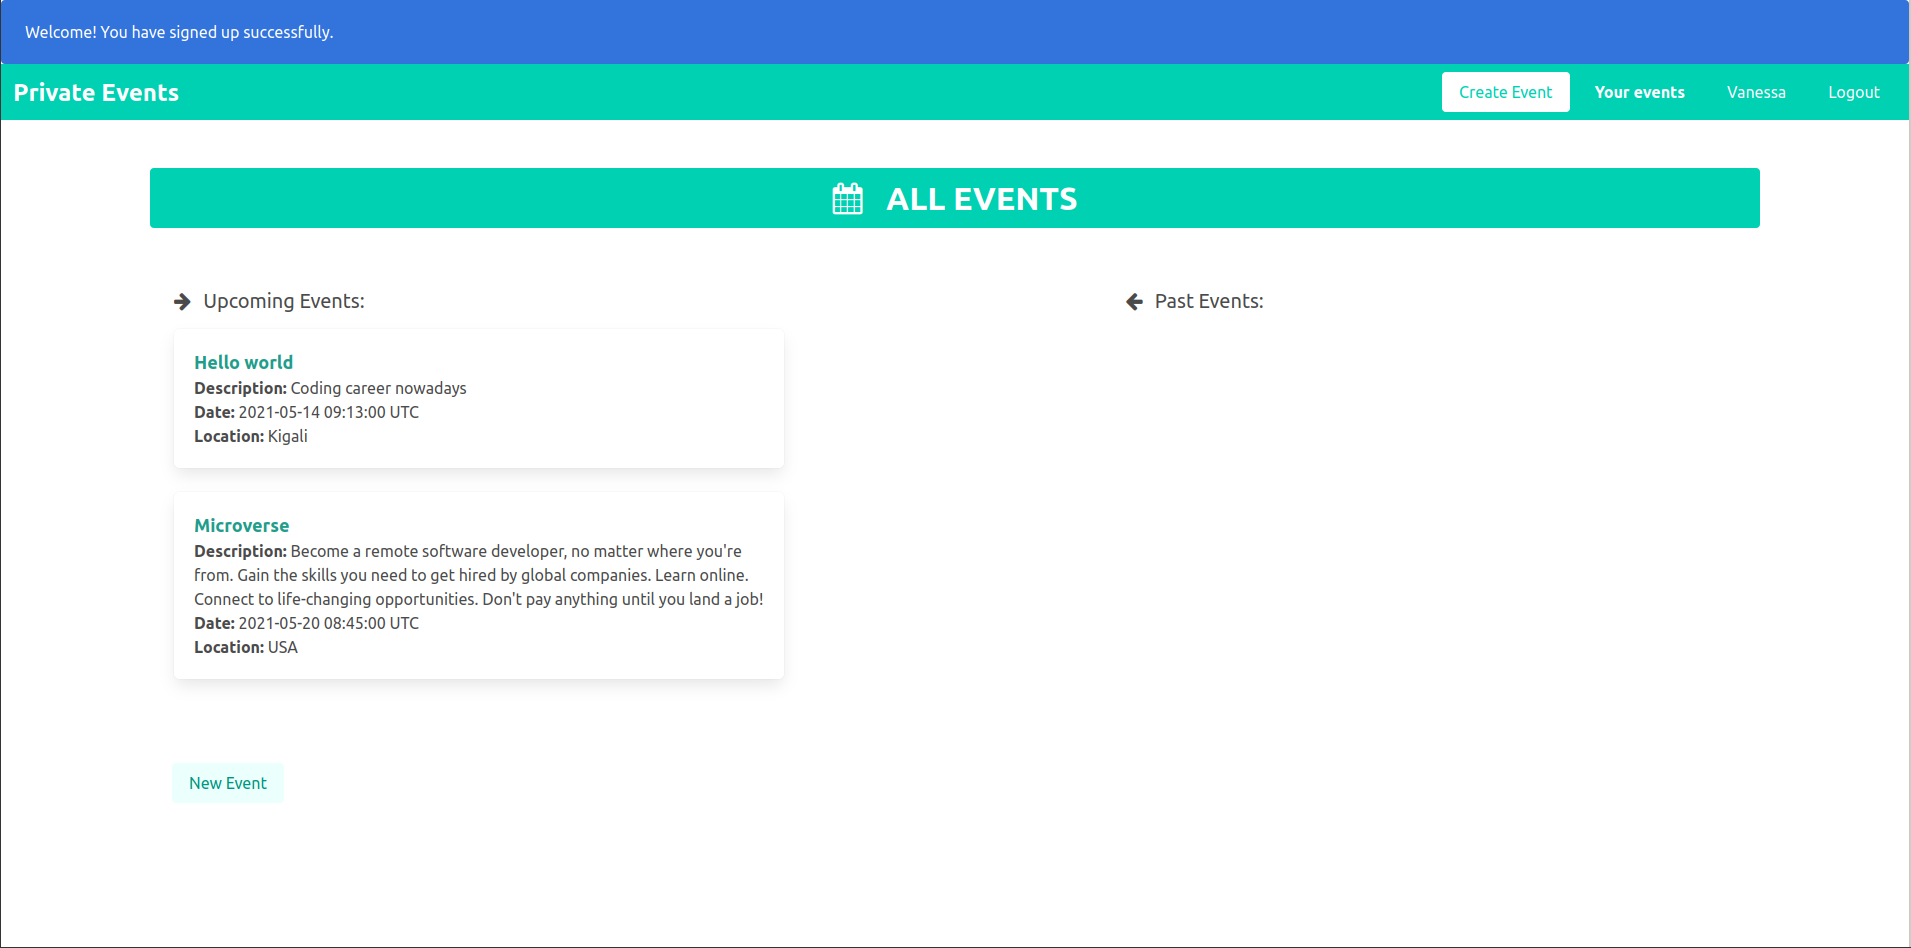 Welcome! You have signed up successfully.
Private Events
Create Event
Your events
Vanessa
Logout
ALL EVENTS
Upcoming Events:
Hello world
Description: Coding career nowadays
Date: 2021-05-14 09:13:00 UTC
Location: Kigali
Microverse
Description: Become a remote software developer, no matter where you're
from. Gain the skills you need to get hired by global companies. Learn online.
Connect to life-changing opportunities. Don't pay anything until you land a job!
Date: 2021-05-20 08:45:00 UTC
Location: USA
Past Events:
New Event